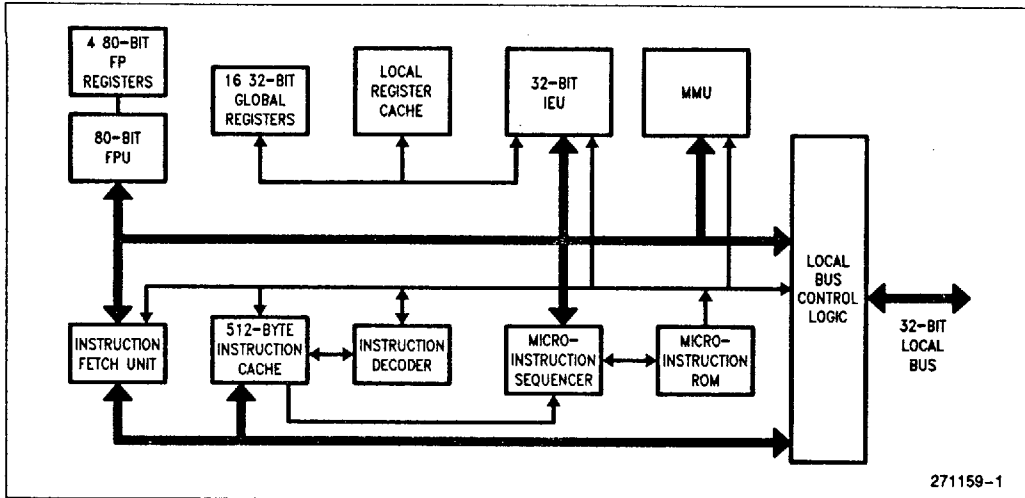 4 80-BIT
FP
REGISTERS
80-BIT
FPU
16 32-BIT
GLOBAL
REGISTERS
LOCAL
REGISTER
CACHE
32-BIT
IEU
MMU
LOCAL
BUS
CONTROL
LOGIC
32-BIT
LOCAL
BUS
INSTRUCTION
FETCH UNIT
512-BYTE
INSTRUCTION
CACHE
INSTRUCTION
DECODER
MICRO-
INSTRUCTION
SEQUENCER
MICRO-
INSTRUCTION
ROM
271159-1